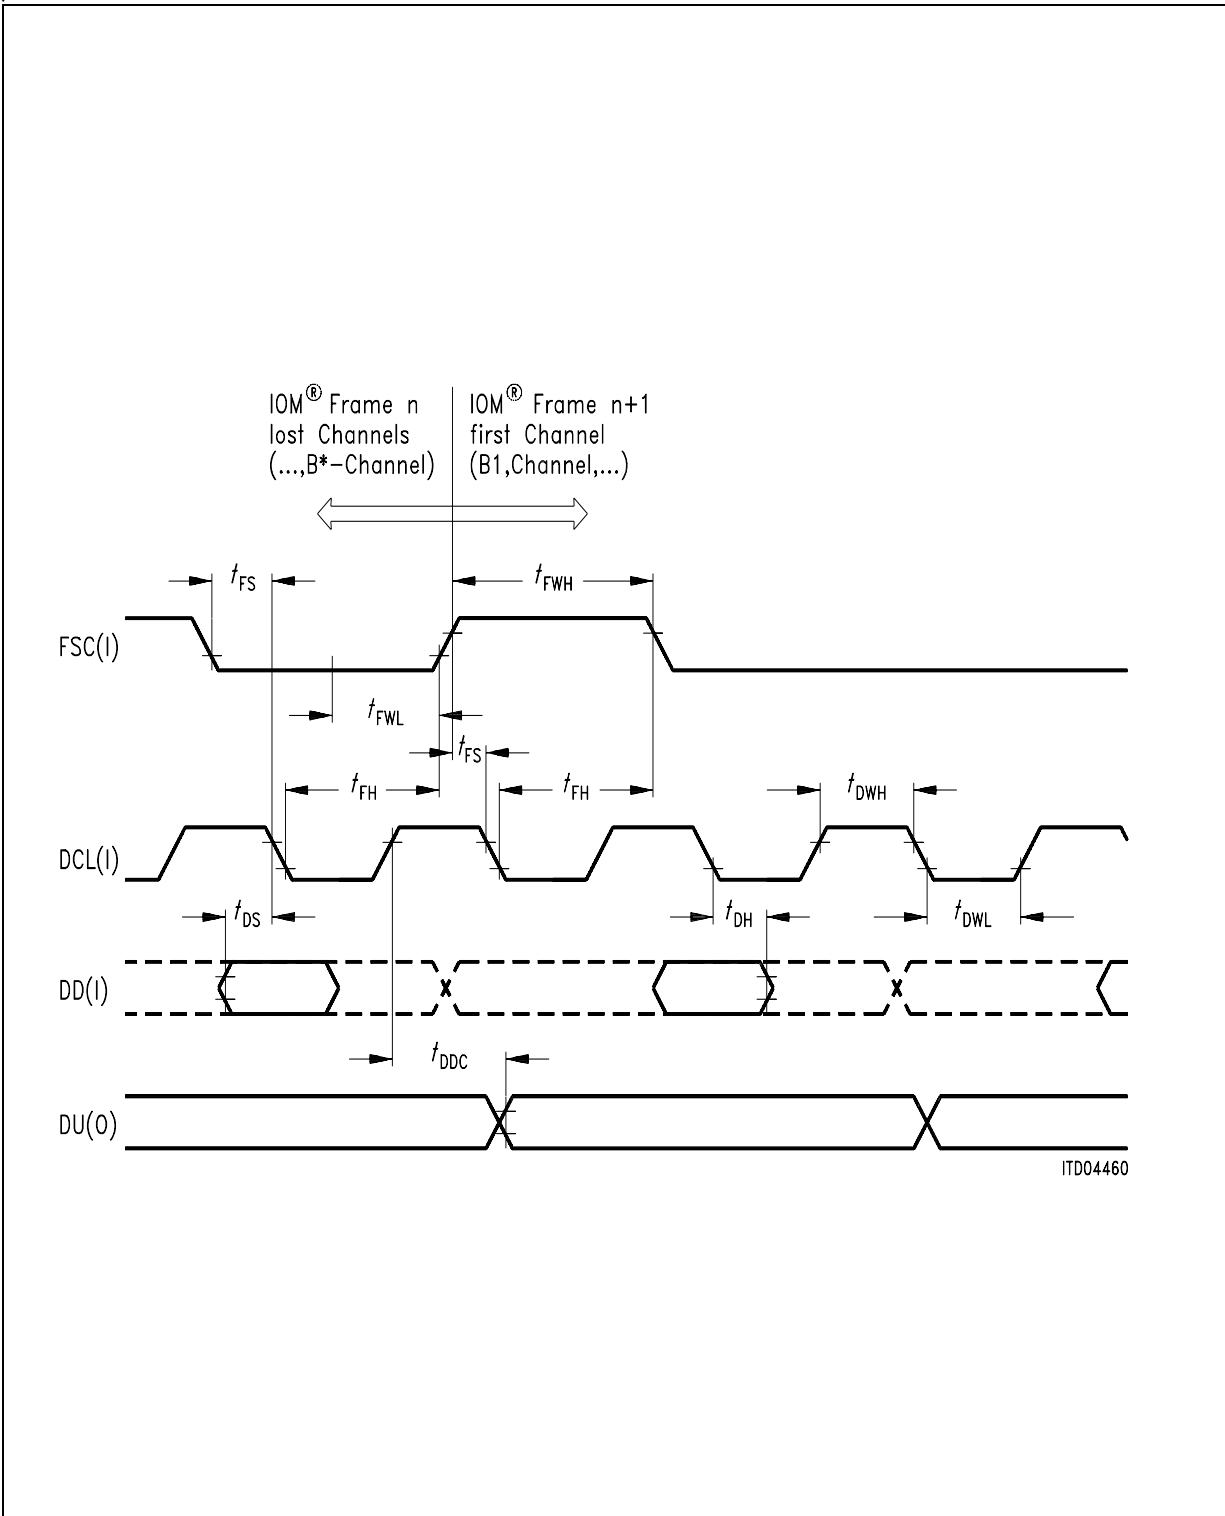 IOM® Frame n
lost Channels
(...,B*-Channel)
IOM® Frame n+1
first Channel
(B1,Channel,...)
tFS
tFWH
FSC(I)
tFWL
tFS
tFH
tFH
tDWH
DCL(I)
tDS
tDH
tDWL
DD(I)
tDDC
DU(O)
ITD04460